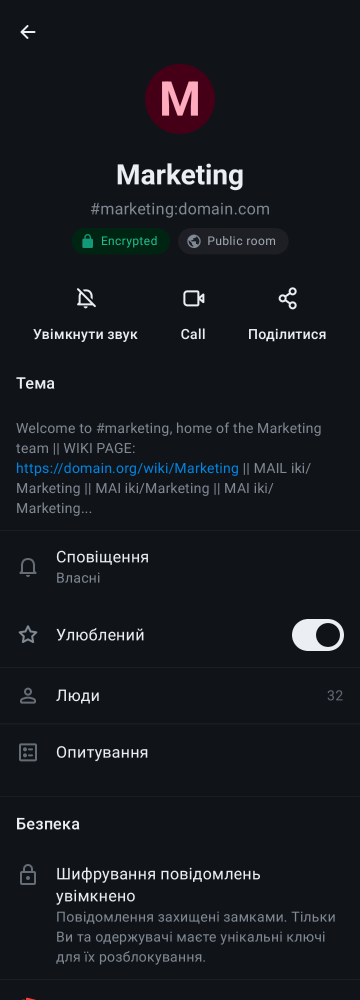 M
Marketing
#marketing:domain.com
Encrypted
Public room
Увімкнути звук
Call
Поділитися
Тема
Welcome to #marketing, home of the Marketing
team || WIKI PAGE:
https://domain.org/wiki/Marketing || MAIL iki/
Marketing || MAI iki/Marketing || MAI iki/
Marketing...
Сповіщення
Власні
Улюблений
Люди
32
Опитування
Безпека
Шифрування повідомлень
увімкнено
Повідомлення захищені замками. Тільки
Ви та одержувачі маєте унікальні ключі
для їх розблокування.